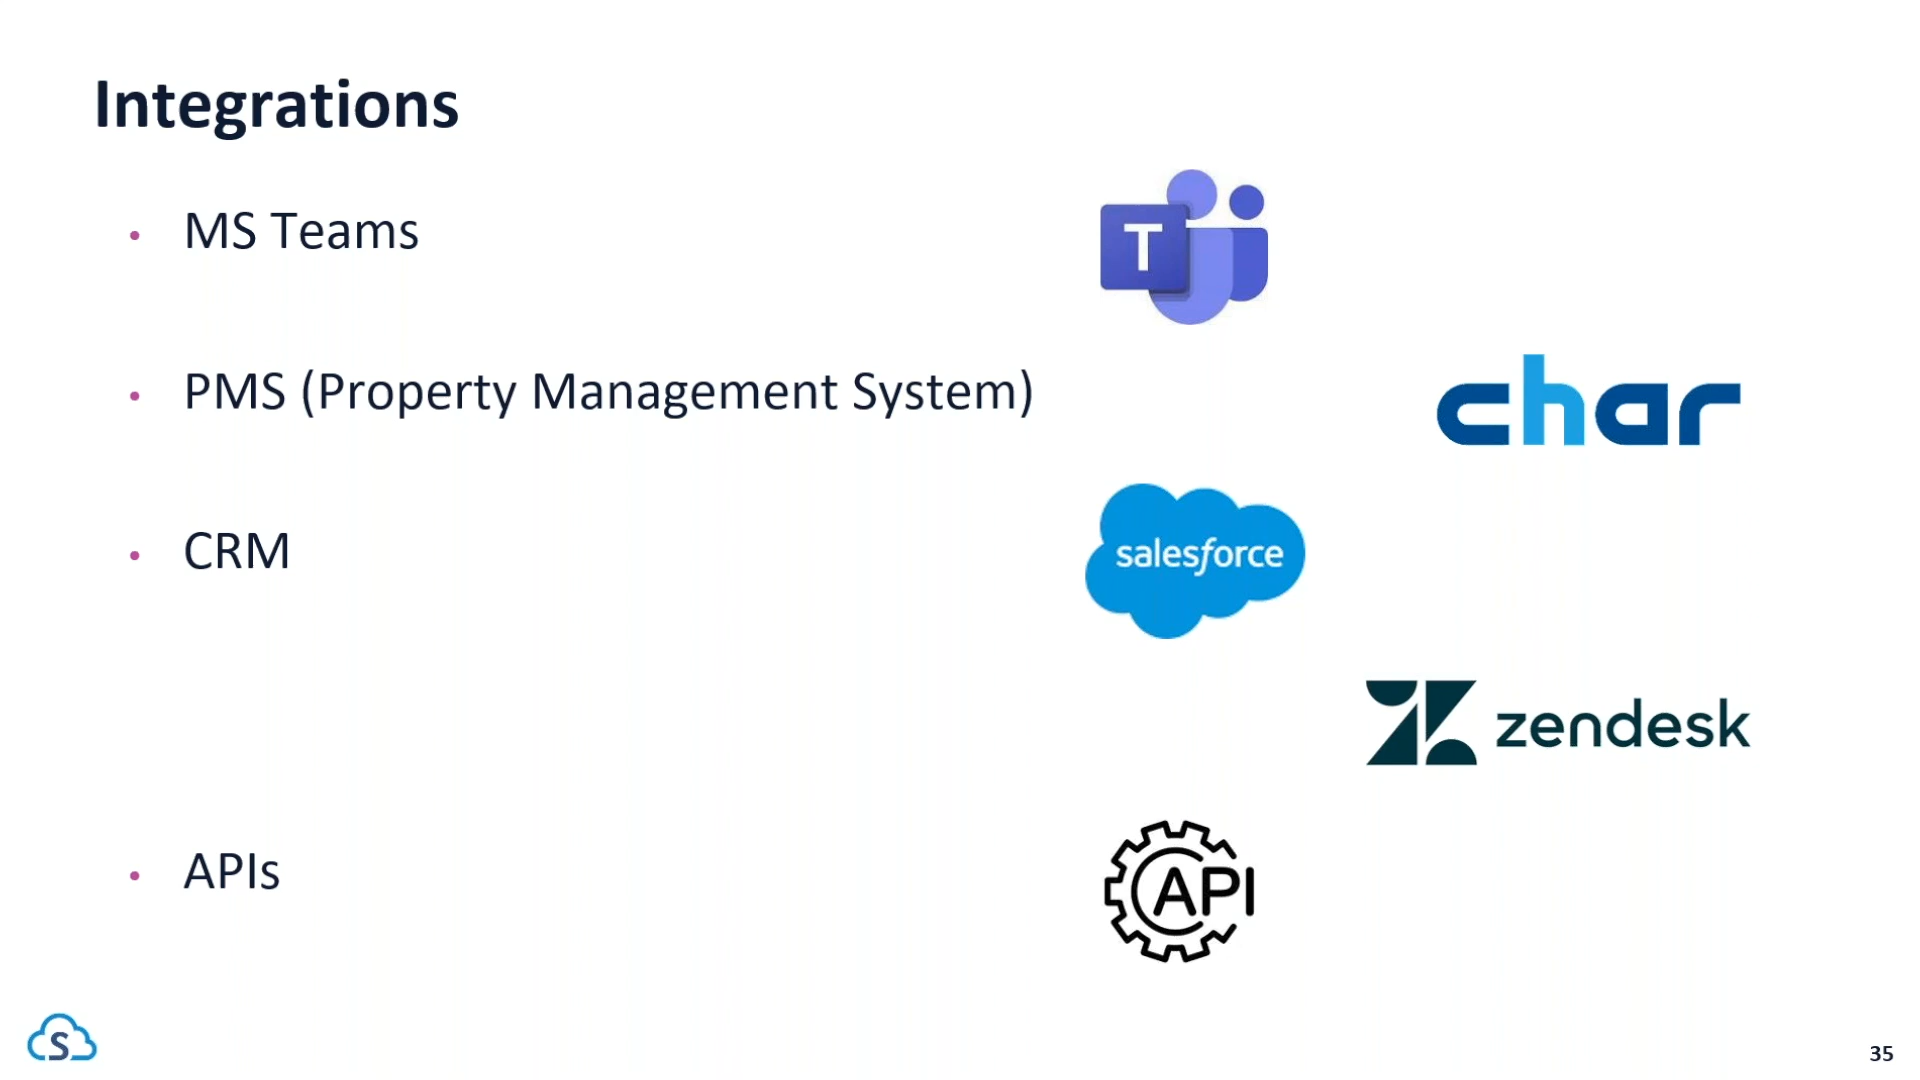 Integrations
• MS Teams
T
• PMS (Property Management System)
char
• CRM
salesforce
zendesk
• APIs
API
S
35